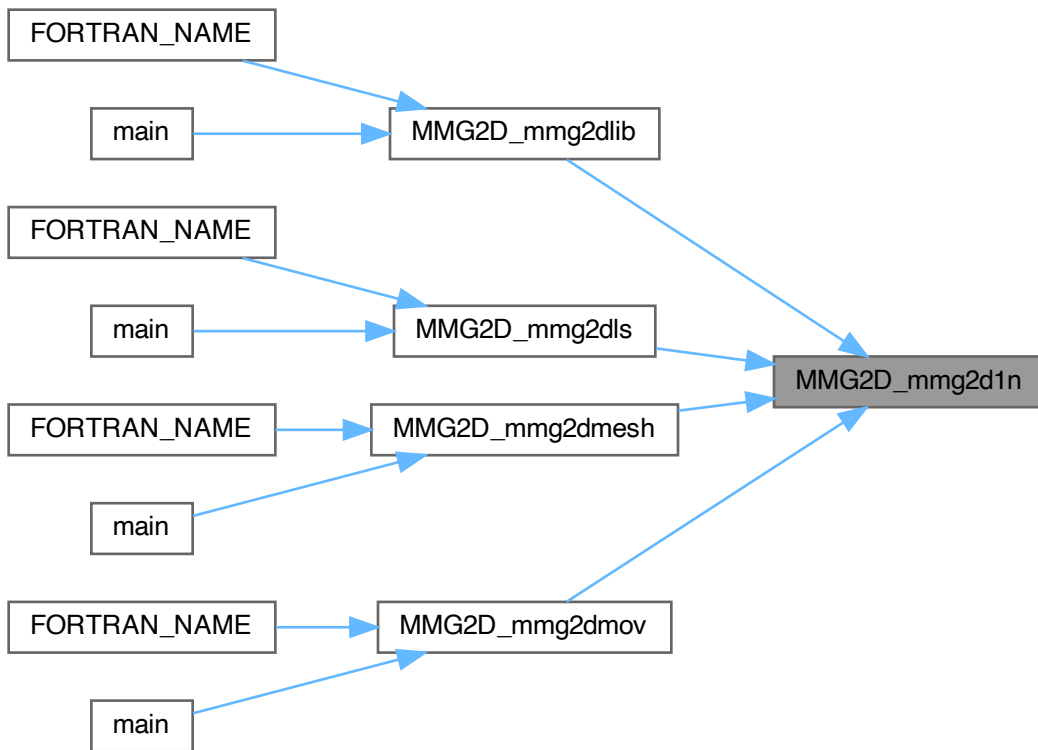 FORTRAN_NAME
main
MMG2D_mmg2dlib
FORTRAN_NAME
main
MMG2D_mmg2dls
MMG2D_mmg2d1n
FORTRAN_NAME
MMG2D_mmg2dmesh
main
FORTRAN_NAME
MMG2D_mmg2dmov
main